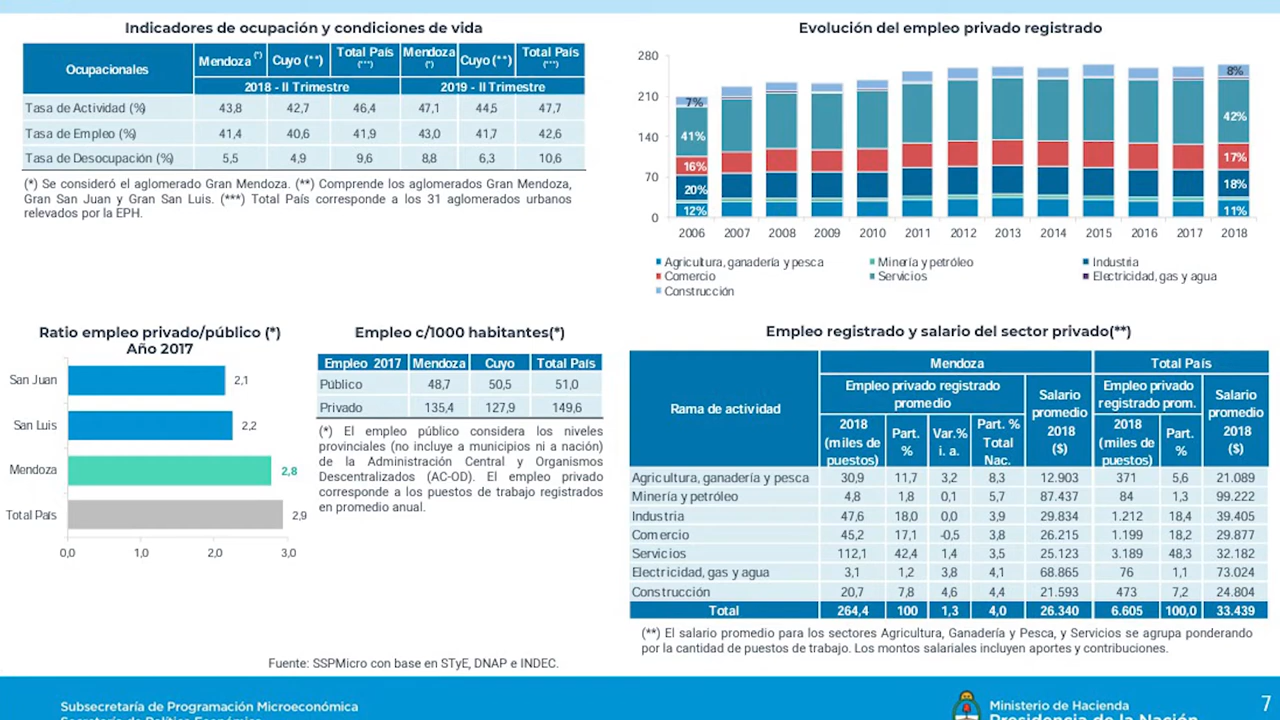 Indicadores de ocupación y condiciones de vida
Ocupacionales
Mendoza (*) Cuyo (**) Total País (***) Mendoza (*) Cuyo (**) Total País (***)
2018 - II Trimestre 2019 - II Trimestre
Tasa de Actividad (%) 43,8 42,7 46,4 47,1 44,5 47,7
Tasa de Empleo (%) 41,4 40,6 41,9 43,0 41,7 42,6
Tasa de Desocupación (%) 5,5 4,9 9,6 8,8 6,3 10,6
(*) Se consideró el aglomerado Gran Mendoza. (**) Comprende los aglomerados Gran Mendoza,
Gran San Juan y Gran San Luis. (***) Total País corresponde a los 31 aglomerados urbanos
relevados por la EPH.
Evolución del empleo privado registrado
280
210
140
70
0
7%
41%
16%
20%
12%
8%
42%
17%
18%
11%
2006 2007 2008 2009 2010 2011 2012 2013 2014 2015 2016 2017 2018
Agricultura, ganadería y pesca Minería y petróleo Industria
Comercio Servicios Electricidad, gas y agua
Construcción
Ratio empleo privado/público (*)
Año 2017
San Juan 2,1
San Luis 2,2
Mendoza 2,8
Total País 2,9
0,0 1,0 2,0 3,0
Empleo c/1000 habitantes(*)
Empleo 2017 Mendoza Cuyo Total País
Público 48,7 50,5 51,0
Privado 135,4 127,9 149,6
(*) El empleo público considera los niveles
provinciales (no incluye a municipios ni a nación)
de la Administración Central y Organismos
Descentralizados (AC-OD). El empleo privado
corresponde a los puestos de trabajo registrados
en promedio anual.
Empleo registrado y salario del sector privado(**)
Rama de actividad
Mendoza Total País
Empleo privado registrado promedio
Salario promedio 2018 ($)
Empleo privado registrado prom.
Salario promedio 2018 ($)
2018 (miles de puestos) Part. % Var.% i. a. Part. % Total Nac. 2018 (miles de puestos) Part. %
Agricultura, ganadería y pesca 30,9 11,7 3,2 8,3 12.903 371 5,6 21.089
Minería y petróleo 4,8 1,8 0,1 5,7 87.437 84 1,3 99.222
Industria 47,6 18,0 0,0 3,9 29.834 1.212 18,4 39.405
Comercio 45,2 17,1 -0,5 3,8 26.215 1.199 18,2 29.877
Servicios 112,1 42,4 1,4 3,5 25.123 3.189 48,3 32.182
Electricidad, gas y agua 3,1 1,2 3,8 4,1 68.865 76 1,1 73.024
Construcción 20,7 7,8 4,6 4,4 21.593 473 7,2 24.804
Total 264,4 100 1,3 4,0 26.340 6.605 100,0 33.439
(**) El salario promedio para los sectores Agricultura, Ganadería y Pesca, y Servicios se agrupa ponderando
por la cantidad de puestos de trabajo. Los montos salariales incluyen aportes y contribuciones.
Fuente: SSPMicro con base en STyE, DNAP e INDEC.
Subsecretaría de Programación Microeconómica
Secretaría de Política Económica
Ministerio de Hacienda
Presidencia de la Nación
7